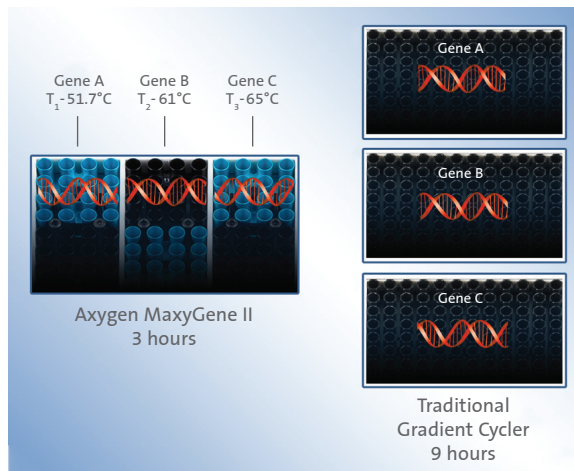 Gene A
T1-51.7°C
Gene B
T2-61°C
Gene C
T3-65°C
Axygen MaxyGene II
3 hours
Gene A
Gene B
Gene C
Traditional
Gradient Cycler
9 hours